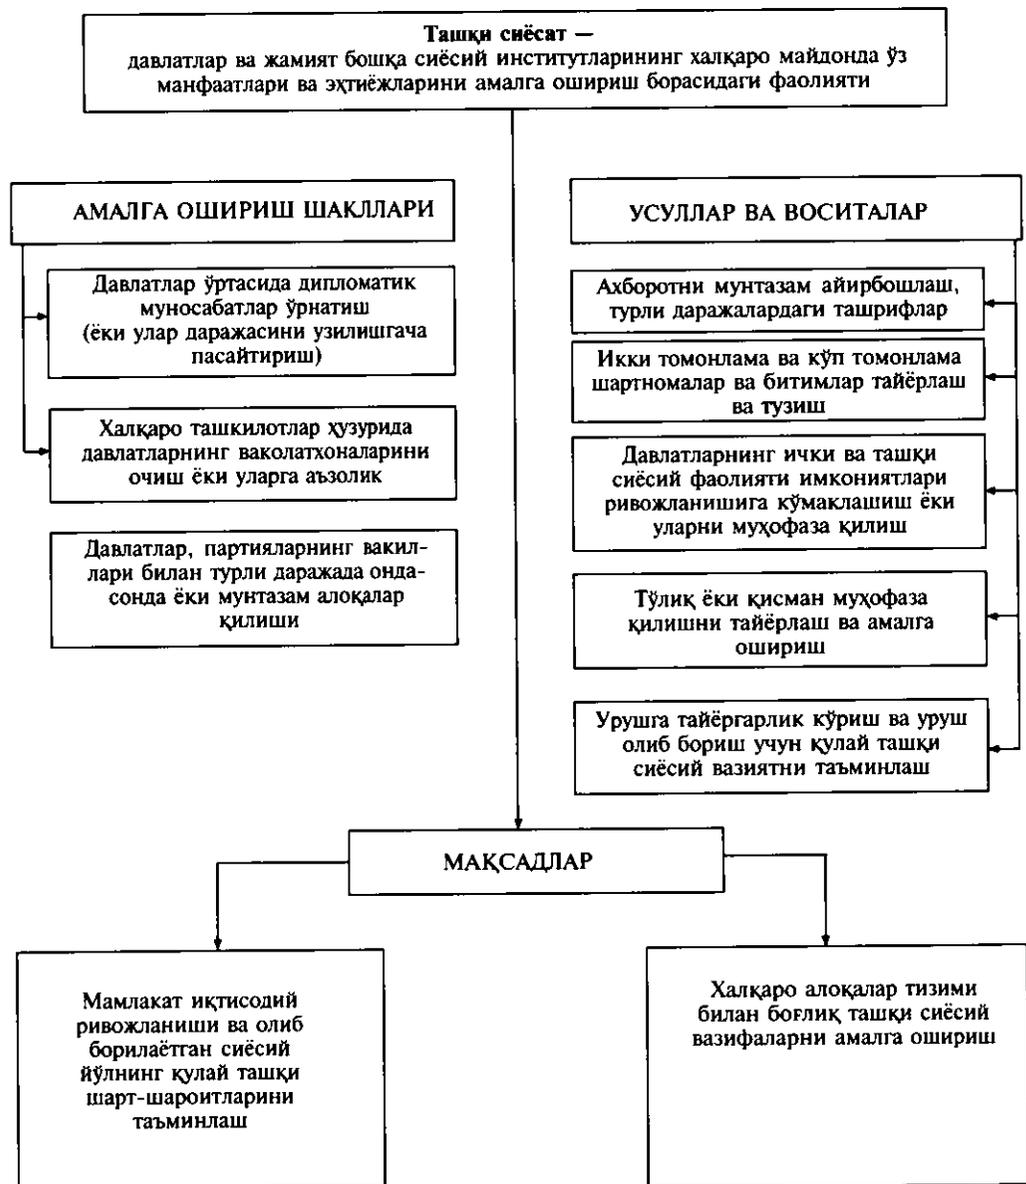 Ташқи сиёсат —
давлатлар ва жамият бошқа сиёсий институтларининг халқаро майдонда ўз
манфаатлари ва эҳтиёжларини амалга ошириш борасидаги фаолияти
АМАЛГА ОШИРИШ ШАКЛЛАРИ
Давлатлар ўртасида дипломатик
муносабатлар ўрнатиш
(ёки улар даражасини узилишгача
пасайтириш)
Халқаро ташкилотлар ҳузурида
давлатларнинг ваколатхоналарини
очиш ёки уларга аъзолик
Давлатлар, партияларнинг вакил-
лари билан турли даражада онда-
сонда ёки мунтазам алоқалар
қилиши
УСУЛЛАР ВА ВОСИТАЛАР
Ахборотни мунтазам айирбошлаш,
турли даражалардаги ташрифлар
Икки томонлама ва кўп томонлама
шартномалар ва битимлар тайёрлаш
ва тузиш
Давлатларнинг ички ва ташқи
сиёсий фаолияти имкониятлари
ривожланишига кўмаклашиш ёки
уларни муҳофаза қилиш
Тўлиқ ёки қисман муҳофаза
қилишни тайёрлаш ва амалга
ошириш
Урушга тайёргарлик кўриш ва уруш
олиб бориш учун қулай ташқи
сиёсий вазиятни таъминлаш
МАҚСАДЛАР
Мамлакат иқтисодий
ривожланиши ва олиб
борилаётган сиёсий
йўлнинг қулай ташқи
шарт-шароитларини
таъминлаш
Халқаро алоқалар тизими
билан боғлиқ ташқи сиёсий
вазифаларни амалга ошириш